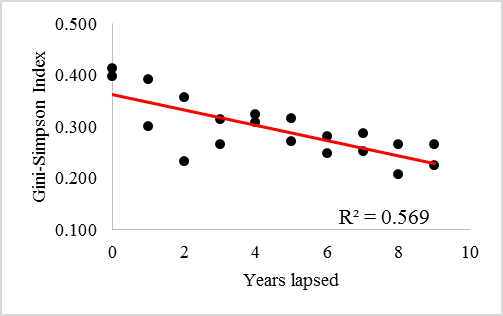 0.500
0.400
0.300
0.200
0.100
Gini-Simpson Index
R² = 0.569
0 2 4 6 8 10
Years lapsed